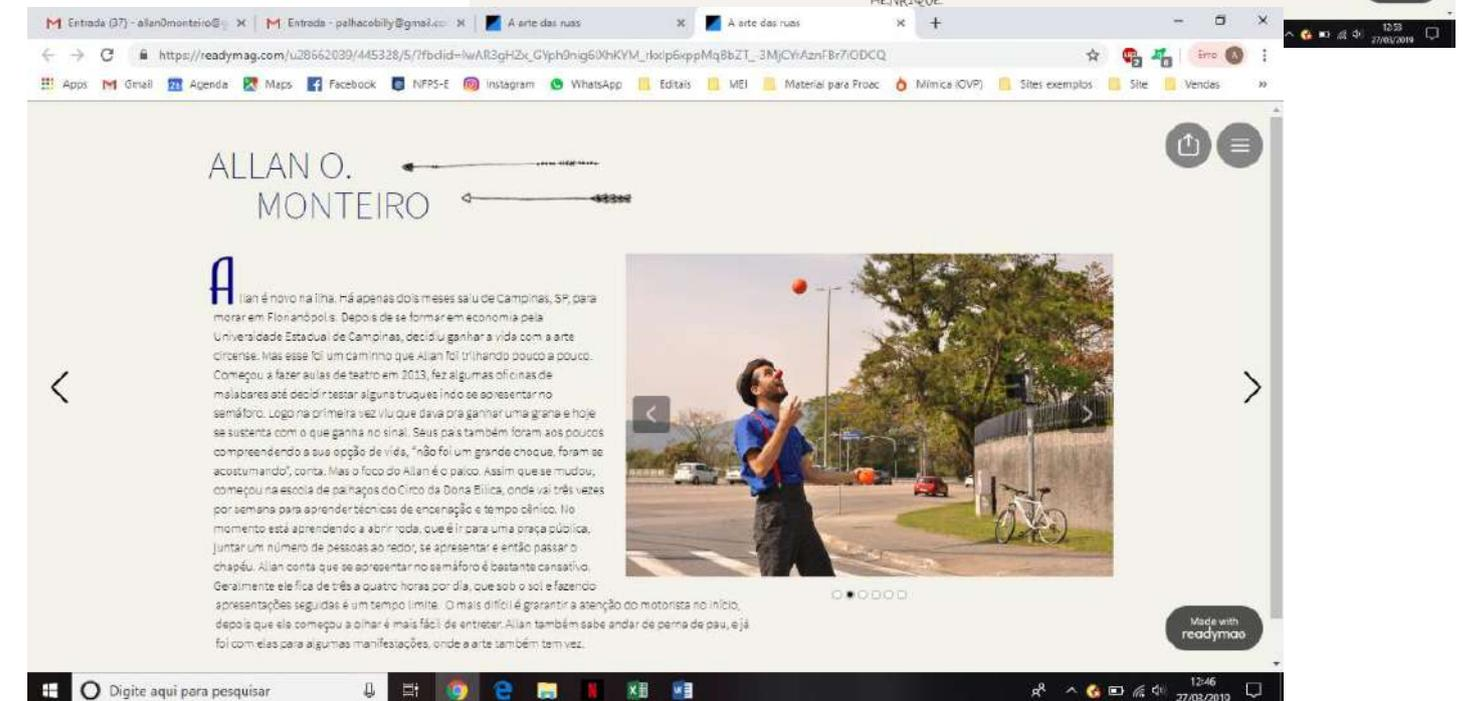 HENRIQUE
12:53
27/03/2019
Entrada (37) - allan0monteiro@
Entrada - palhacobilly@gmail.co
A arte das ruas
A arte das ruas
Apps Gmail Agenda Maps Facebook NFPS-E Instagram WhatsApp Editais MEI Material para Proac Mímica (OVP) Sites exemplos Site Vendas
Erro
ALLAN O.
MONTEIRO
Allan é novo na ilha. Há apenas dois meses saiu de Campinas, SP, para
morar em Florianópolis. Depois de se formar em economia pela
Universidade Estadual de Campinas, decidiu ganhar a vida com a arte
circense. Mas esse foi um caminho que Allan foi trilhando pouco a pouco.
Começou a fazer aulas de teatro em 2013, fez algumas oficinas de
malabares até decidir testar alguns truques indo se apresentar no
semáforo. Logo na primeira vez viu que dava pra ganhar uma grana e hoje
se sustenta com o que ganha no sinal. Seus pais também foram aos poucos
compreendendo a sua opção de vida, "não foi um grande choque, foram se
acostumando", conta. Mas o foco do Allan é o palco. Assim que se mudou,
começou na escola de palhaços do Circo da Dona Bilica, onde vai três vezes
por semana para aprender técnicas de encenação e tempo cênico. No
momento está aprendendo a abrir roda, que é ir para uma praça pública,
juntar um número de pessoas ao redor, se apresentar e então passar o
chapéu. Allan conta que se apresentar no semáforo é bastante cansativo.
Geralmente ele fica de três a quatro horas por dia, que sob o sol e fazendo
apresentações seguidas é um tempo limite. O mais difícil é grarantir a atenção do motorista no início,
depois que ele começou a olhar é mais fácil de entreter. Allan também sabe andar de perna de pau, e já
foi com elas para algumas manifestações, onde a arte também tem vez.
Made with
readymag
Digite aqui para pesquisar
12:46
27/03/2019